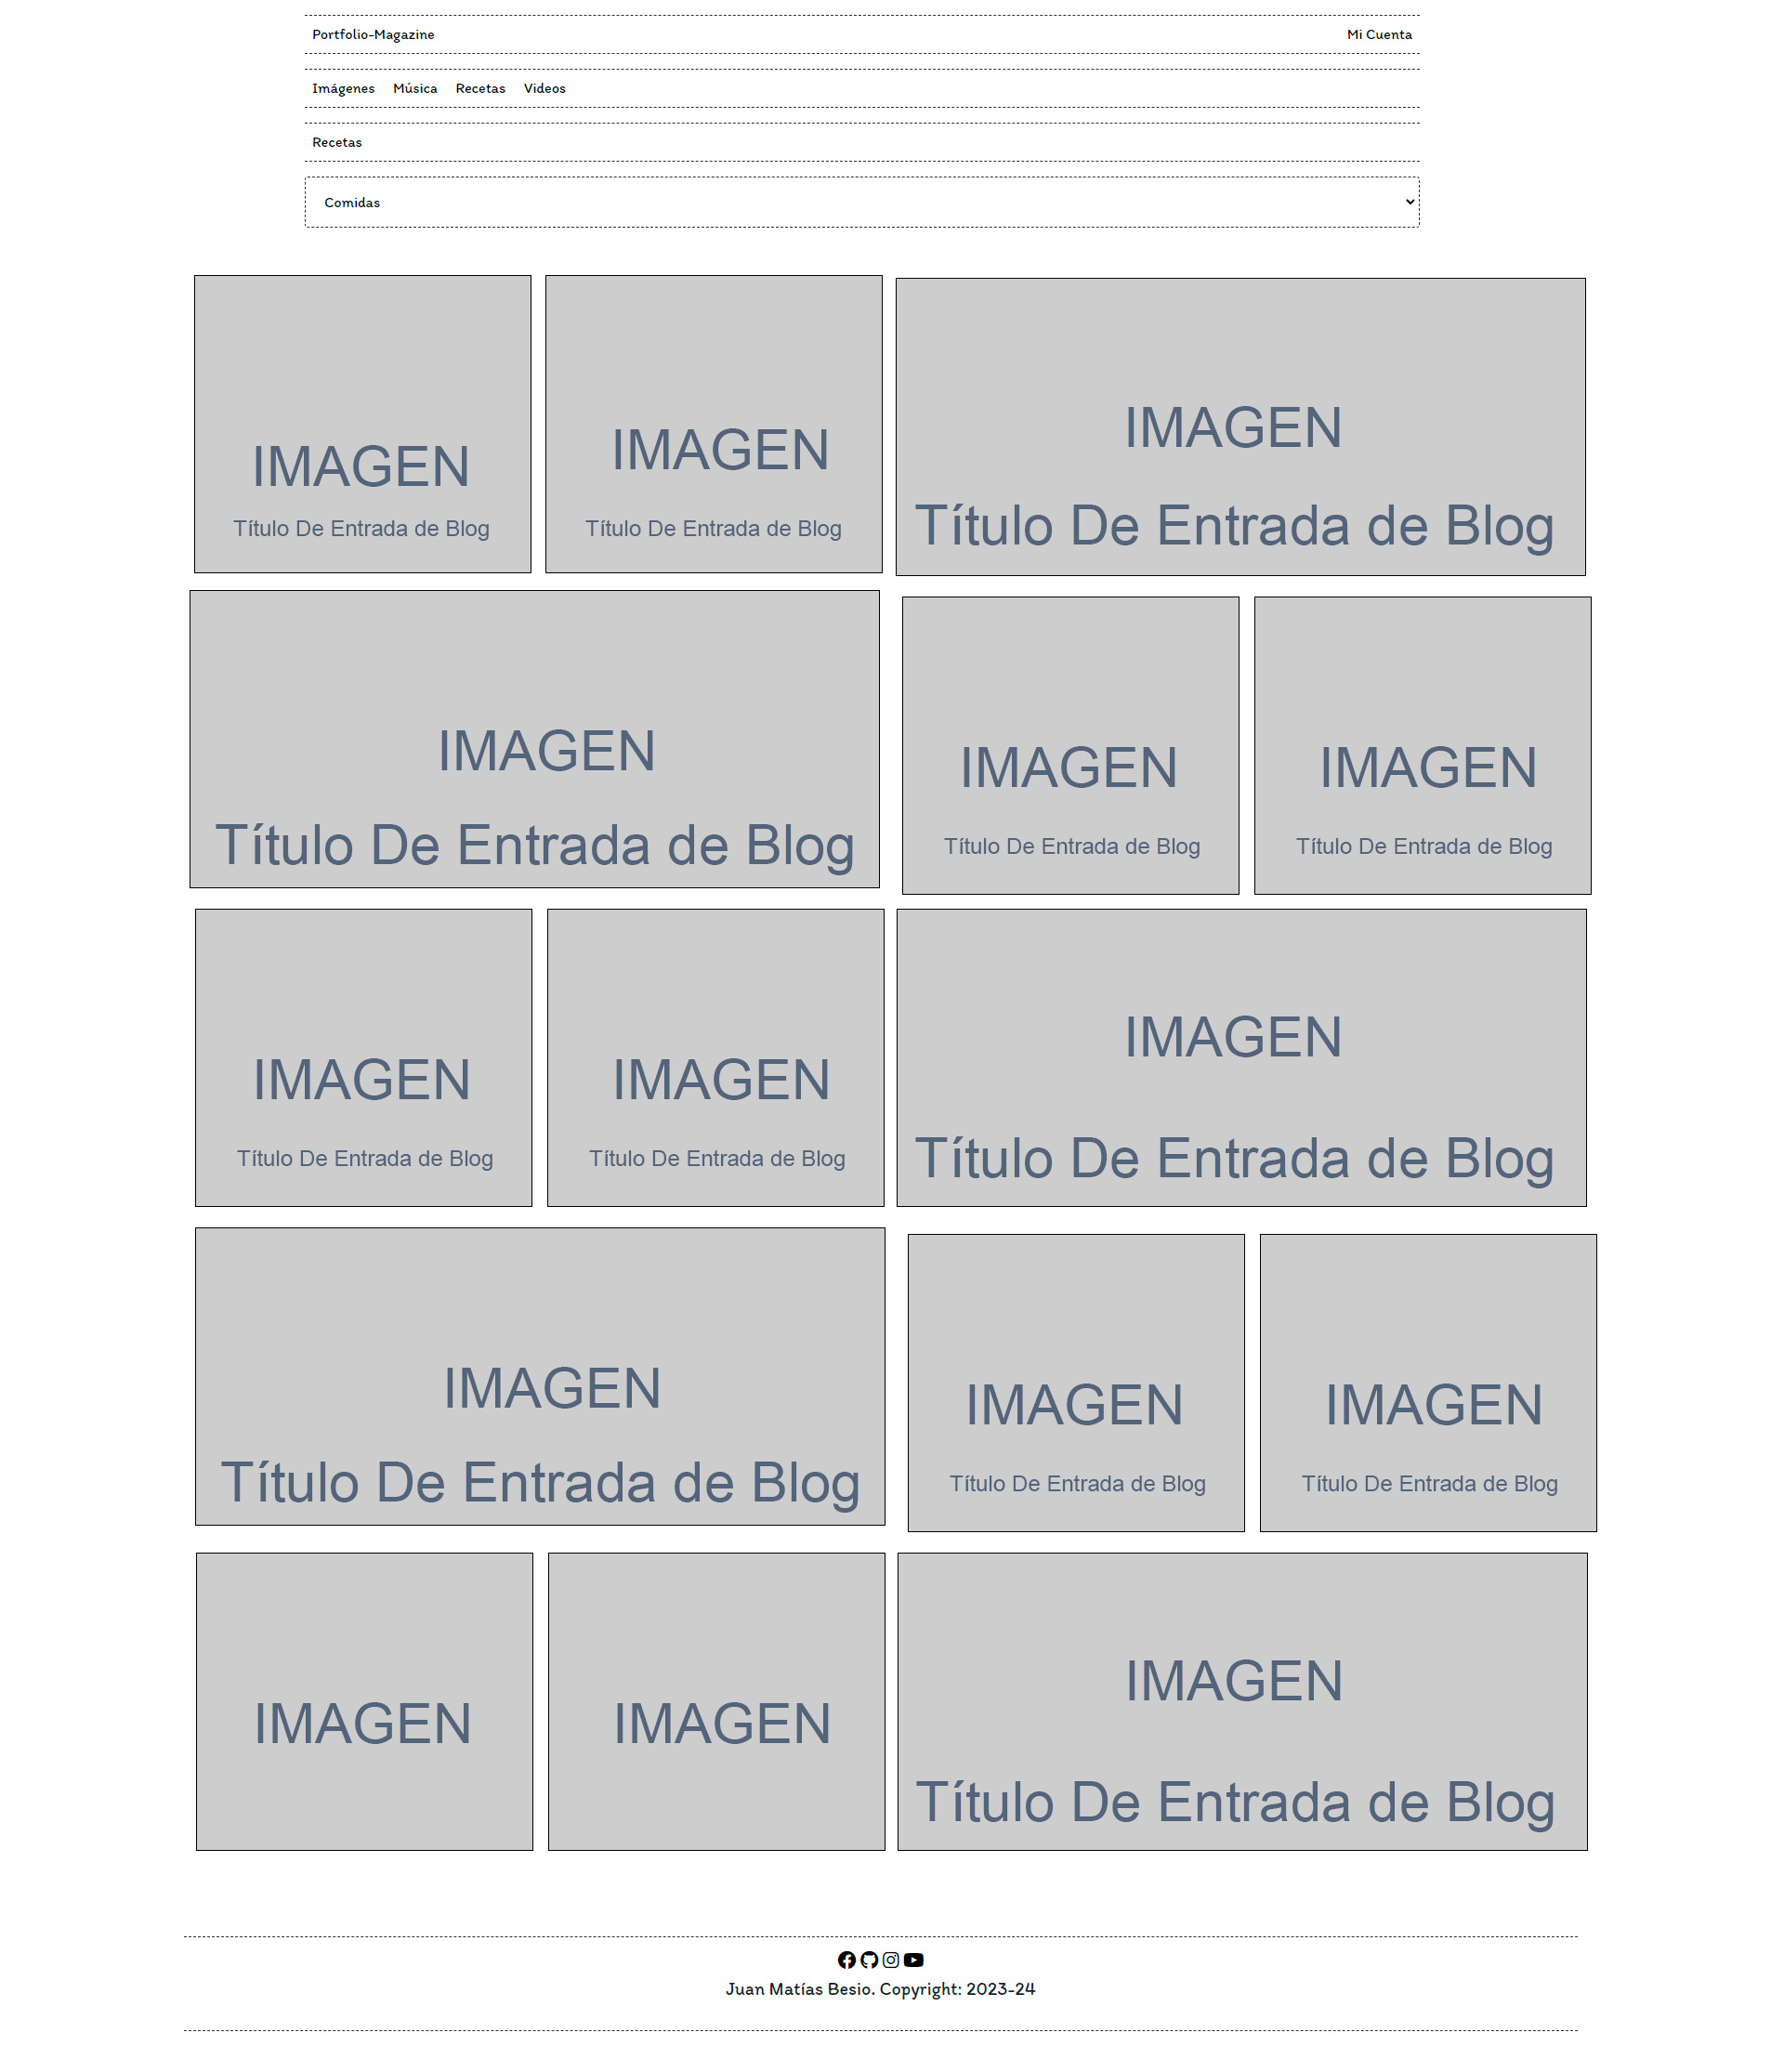 Portfolio-Magazine Mi Cuenta
Imágenes Música Recetas Videos
Recetas
Comidas
IMAGEN
Título De Entrada de Blog
IMAGEN
Título De Entrada de Blog
IMAGEN
Título De Entrada de Blog
IMAGEN
Título De Entrada de Blog
IMAGEN
Título De Entrada de Blog
IMAGEN
Título De Entrada de Blog
IMAGEN
Título De Entrada de Blog
IMAGEN
Título De Entrada de Blog
IMAGEN
Título De Entrada de Blog
IMAGEN
Título De Entrada de Blog
IMAGEN
Título De Entrada de Blog
IMAGEN
Título De Entrada de Blog
IMAGEN
IMAGEN
IMAGEN
Título De Entrada de Blog
Juan Matías Besio. Copyright: 2023-24